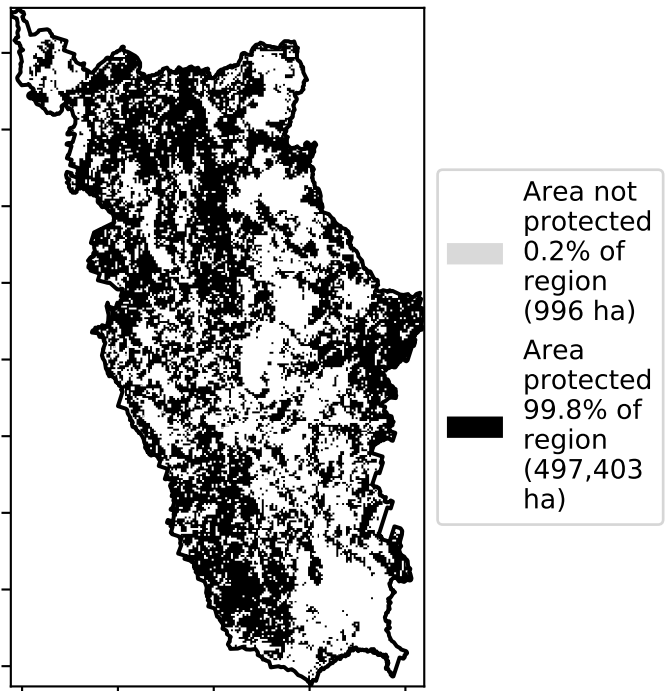 Area not
protected
0.2% of
region
(996 ha)
Area
protected
99.8% of
region
(497,403
ha)